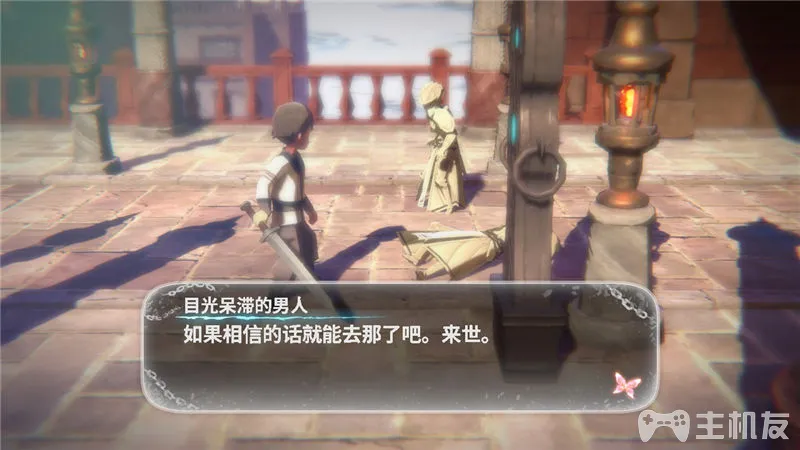 目光呆滞的男人
如果相信的话就能去那了吧。来世。
主机友